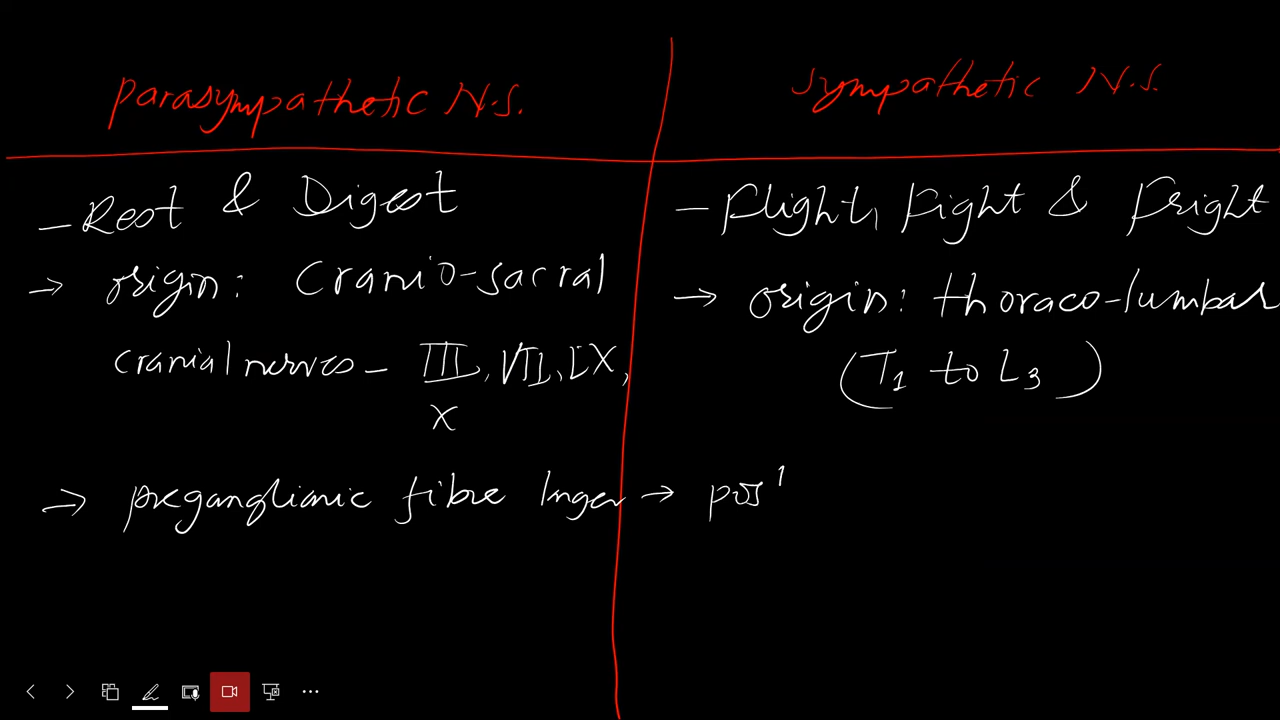 parasympathetic N.S.
sympathetic N.S.
- Rest & Digest
→ origin: cranio-sacral
cranial nerves - III, VII, IX,
X
→ preganglionic fibre longer
- Flight, Fight & Fright
→ origin: thoraco-lumbar
(T1 to L3)
→ pos